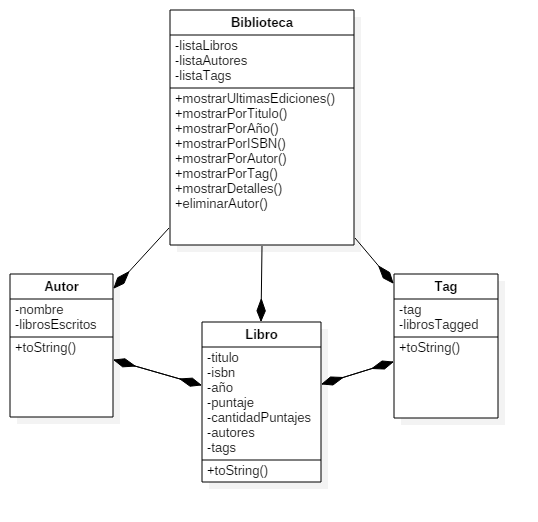 Biblioteca
-listaLibros
-listaAutores
-listaTags
+mostrarUltimasEdiciones()
+mostrarPorTitulo()
+mostrarPorAño()
+mostrarPorISBN()
+mostrarPorAutor()
+mostrarPorTag()
+mostrarDetalles()
+eliminarAutor()
Autor
-nombre
-librosEscritos
+toString()
Libro
-titulo
-isbn
-año
-puntaje
-cantidadPuntajes
-autores
-tags
+toString()
Tag
-tag
-librosTagged
+toString()